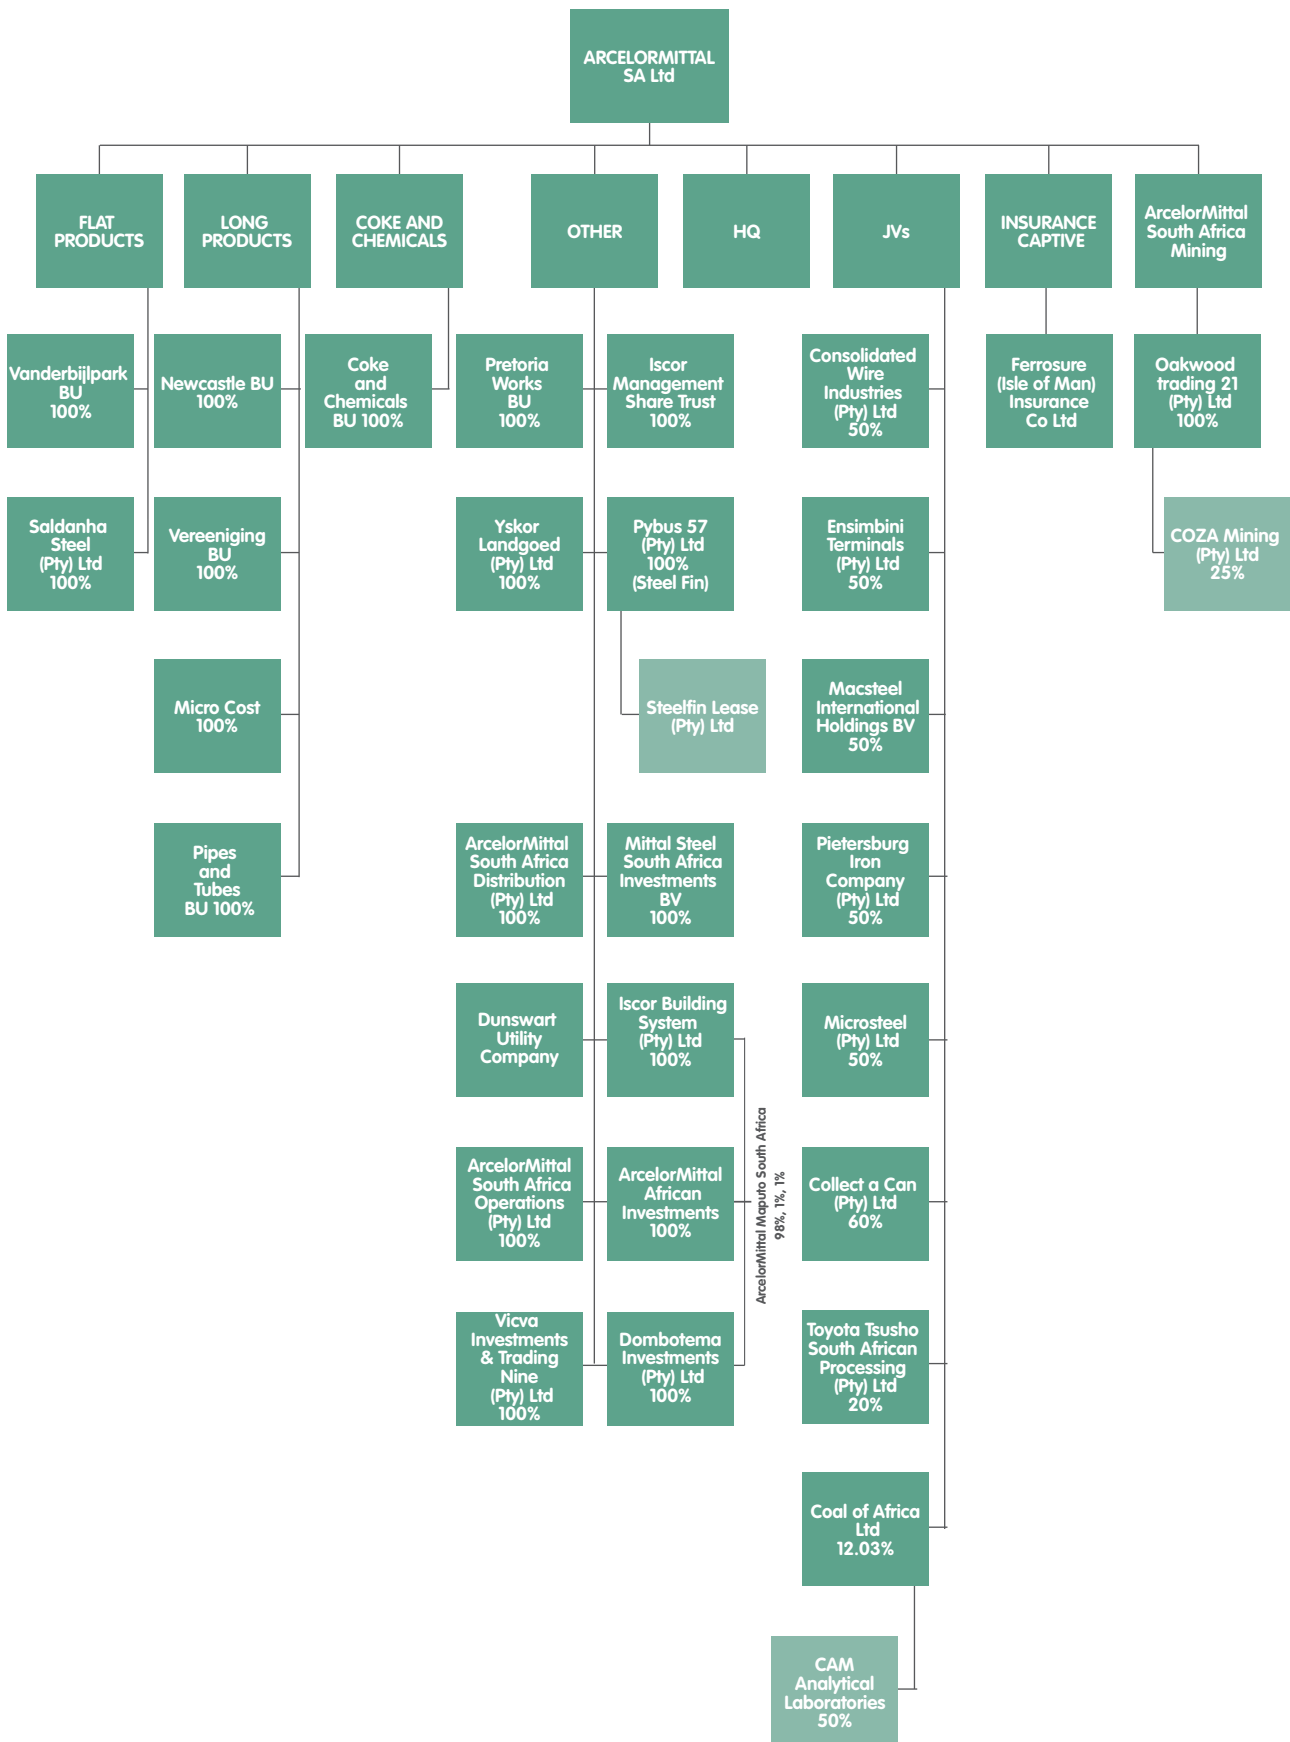 ARCELORMITTAL
SA Ltd
FLAT
PRODUCTS
LONG
PRODUCTS
COKE AND
CHEMICALS
OTHER
HQ
JVs
INSURANCE
CAPTIVE
ArcelorMittal
South Africa
Mining
Vanderbijlpark
BU
100%
Newcastle BU
100%
Coke
and
Chemicals
BU 100%
Pretoria
Works
BU
100%
Iscor
Management
Share Trust
100%
Consolidated
Wire
Industries
(Pty) Ltd
50%
Ferrosure
(Isle of Man)
Insurance
Co Ltd
Oakwood
trading 21
(Pty) Ltd
100%
Saldanha
Steel
(Pty) Ltd
100%
Vereeniging
BU
100%
Yskor
Landgoed
(Pty) Ltd
100%
Pybus 57
(Pty) Ltd
100%
(Steel Fin)
Ensimbini
Terminals
(Pty) Ltd
50%
COZA Mining
(Pty) Ltd
25%
Micro Cost
100%
Steelfin Lease
(Pty) Ltd
Macsteel
International
Holdings BV
50%
Pipes
and
Tubes
BU 100%
ArcelorMittal
South Africa
Distribution
(Pty) Ltd
100%
Mittal Steel
South Africa
Investments
BV
100%
Pietersburg
Iron
Company
(Pty) Ltd
50%
Dunswart
Utility
Company
Iscor Building
System
(Pty) Ltd
100%
Microsteel
(Pty) Ltd
50%
ArcelorMittal
South Africa
Operations
(Pty) Ltd
100%
ArcelorMittal
African
Investments
100%
ArcelorMittal Maputo South Africa
98%, 1%, 1%
Collect a Can
(Pty) Ltd
60%
Vicva
Investments
& Trading
Nine
(Pty) Ltd
100%
Dombotema
Investments
(Pty) Ltd
100%
Toyota Tsusho
South African
Processing
(Pty) Ltd
20%
Coal of Africa
Ltd
12.03%
CAM
Analytical
Laboratories
50%